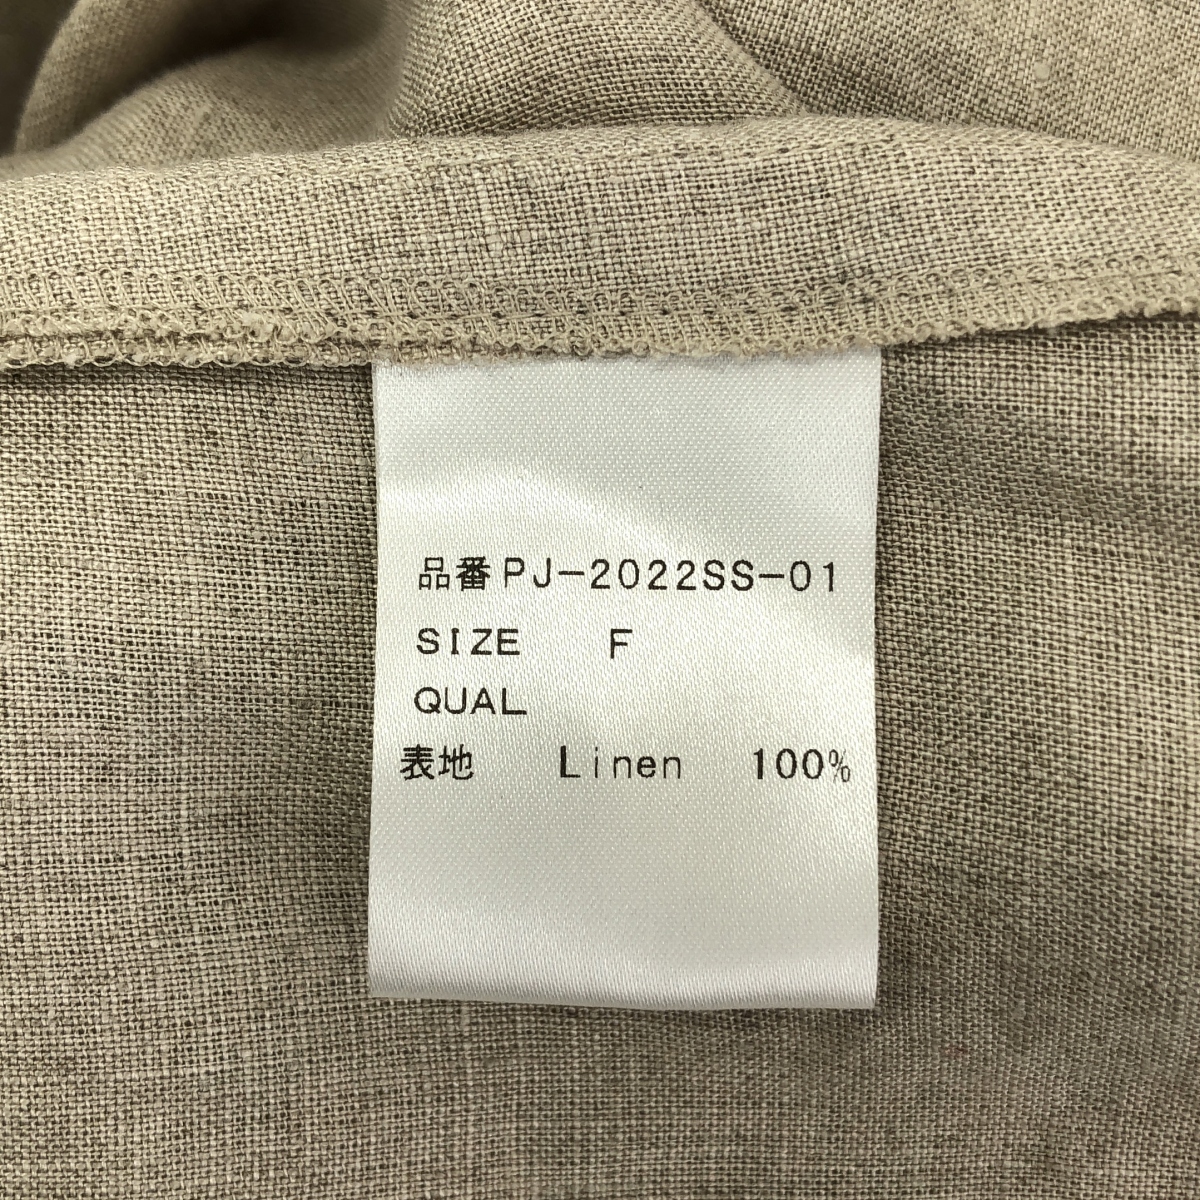 品番PJ-2022SS-01
SIZE F
QUAL
表地 Linen 100%